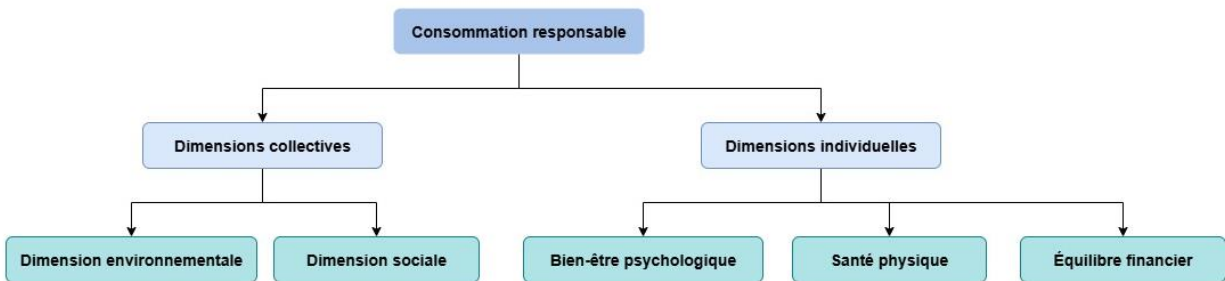 Consommation responsable
Dimensions collectives
Dimensions individuelles
Dimension environnementale
Dimension sociale
Bien-être psychologique
Santé physique
Équilibre financier